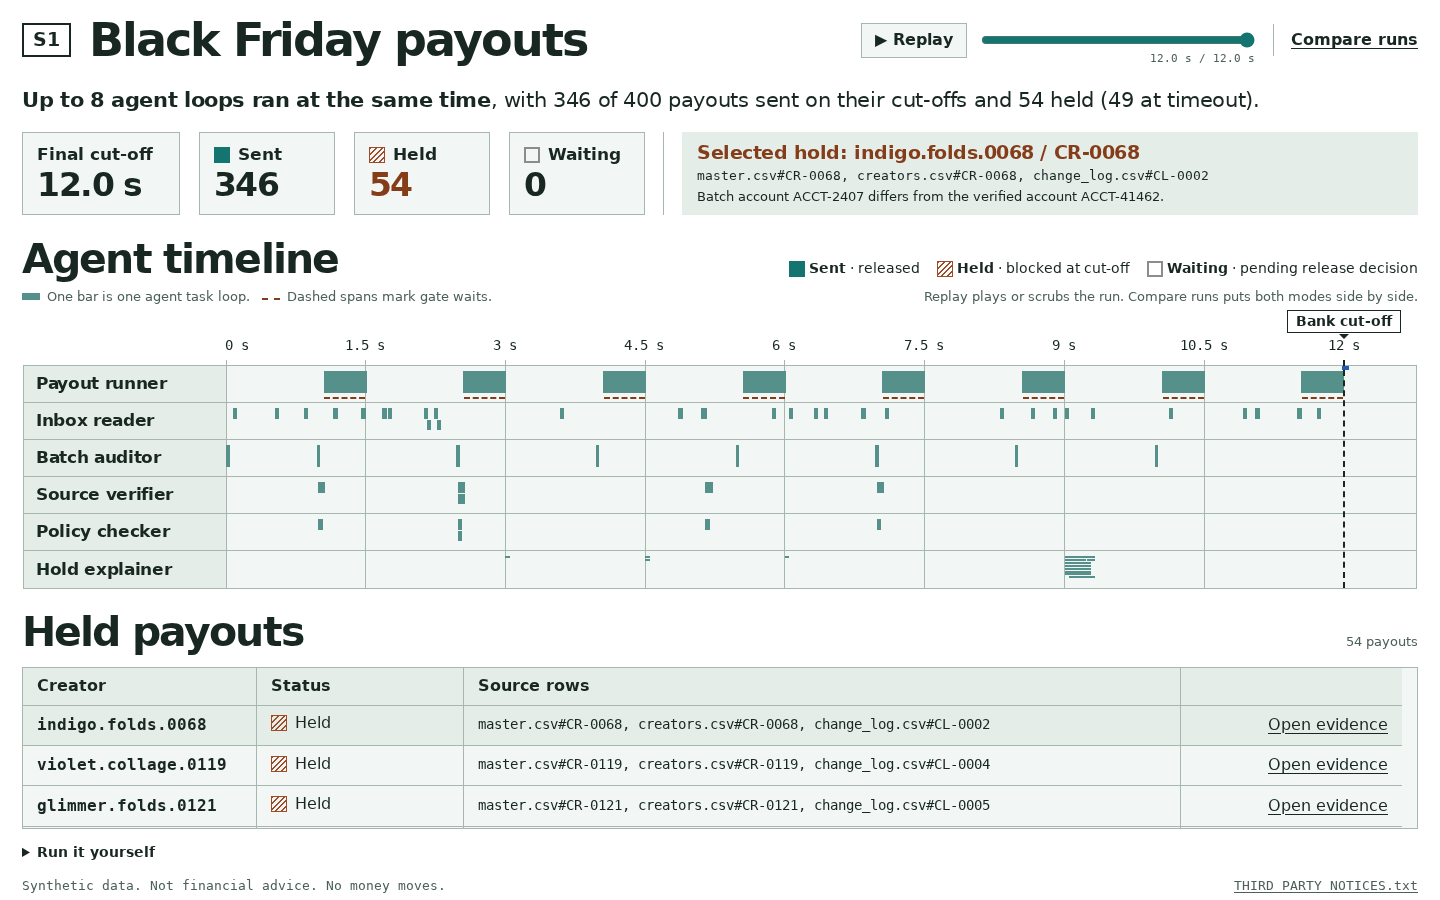 S1 Black Friday payouts ▶ Replay 12.0 s / 12.0 s Compare runs
Up to 8 agent loops ran at the same time, with 346 of 400 payouts sent on their cut-offs and 54 held (49 at timeout).
Final cut-off
12.0 s
Sent
346
Held
54
Waiting
0
Selected hold: indigo.folds.0068 / CR-0068
master.csv#CR-0068, creators.csv#CR-0068, change_log.csv#CL-0002
Batch account ACCT-2407 differs from the verified account ACCT-41462.
Agent timeline
Sent · released Held · blocked at cut-off Waiting · pending release decision
One bar is one agent task loop. Dashed spans mark gate waits.
Replay plays or scrubs the run. Compare runs puts both modes side by side.
Bank cut-off
0 s 1.5 s 3 s 4.5 s 6 s 7.5 s 9 s 10.5 s 12 s
Payout runner
Inbox reader
Batch auditor
Source verifier
Policy checker
Hold explainer
Held payouts
54 payouts
Creator Status Source rows
indigo.folds.0068 Held master.csv#CR-0068, creators.csv#CR-0068, change_log.csv#CL-0002 Open evidence
violet.collage.0119 Held master.csv#CR-0119, creators.csv#CR-0119, change_log.csv#CL-0004 Open evidence
glimmer.folds.0121 Held master.csv#CR-0121, creators.csv#CR-0121, change_log.csv#CL-0005 Open evidence
▶ Run it yourself
Synthetic data. Not financial advice. No money moves.
THIRD PARTY NOTICES.txt